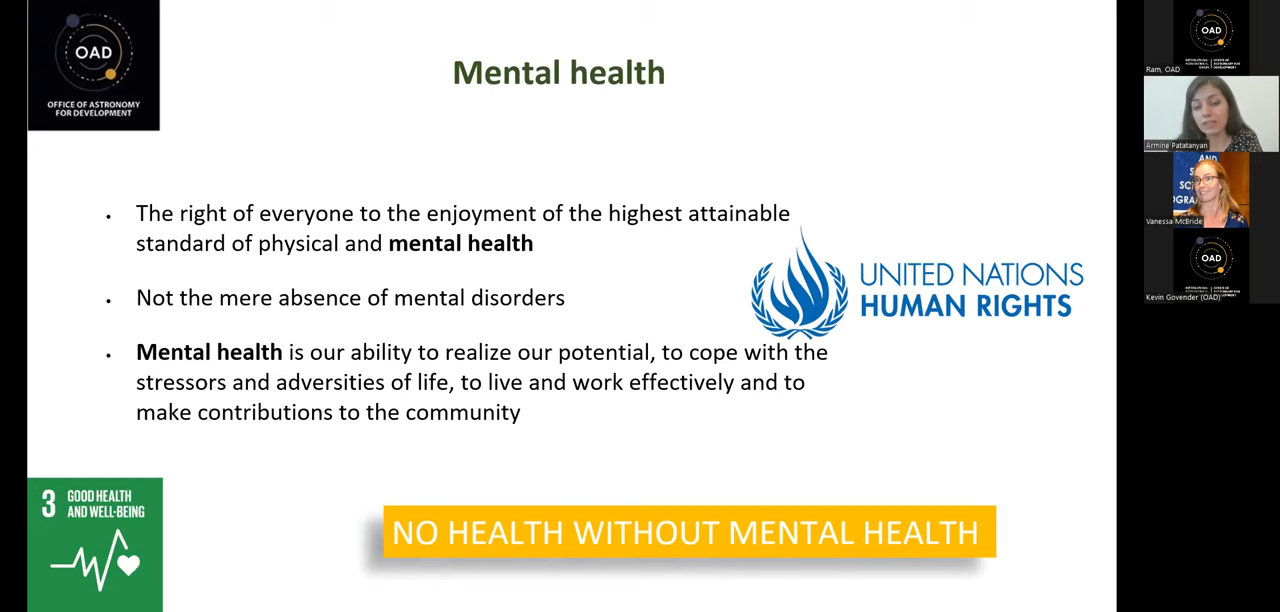 OAD
OFFICE OF ASTRONOMY
FOR DEVELOPMENT
Mental health
• The right of everyone to the enjoyment of the highest attainable
standard of physical and mental health
• Not the mere absence of mental disorders
• Mental health is our ability to realize our potential, to cope with the
stressors and adversities of life, to live and work effectively and to
make contributions to the community
UNITED NATIONS
HUMAN RIGHTS
3 GOOD HEALTH
AND WELL-BEING
NO HEALTH WITHOUT MENTAL HEALTH
OAD
Ram, OAD
Armine Patatanyan
AND
Vanessa McBride
OAD
Kevin Govender (OAD)